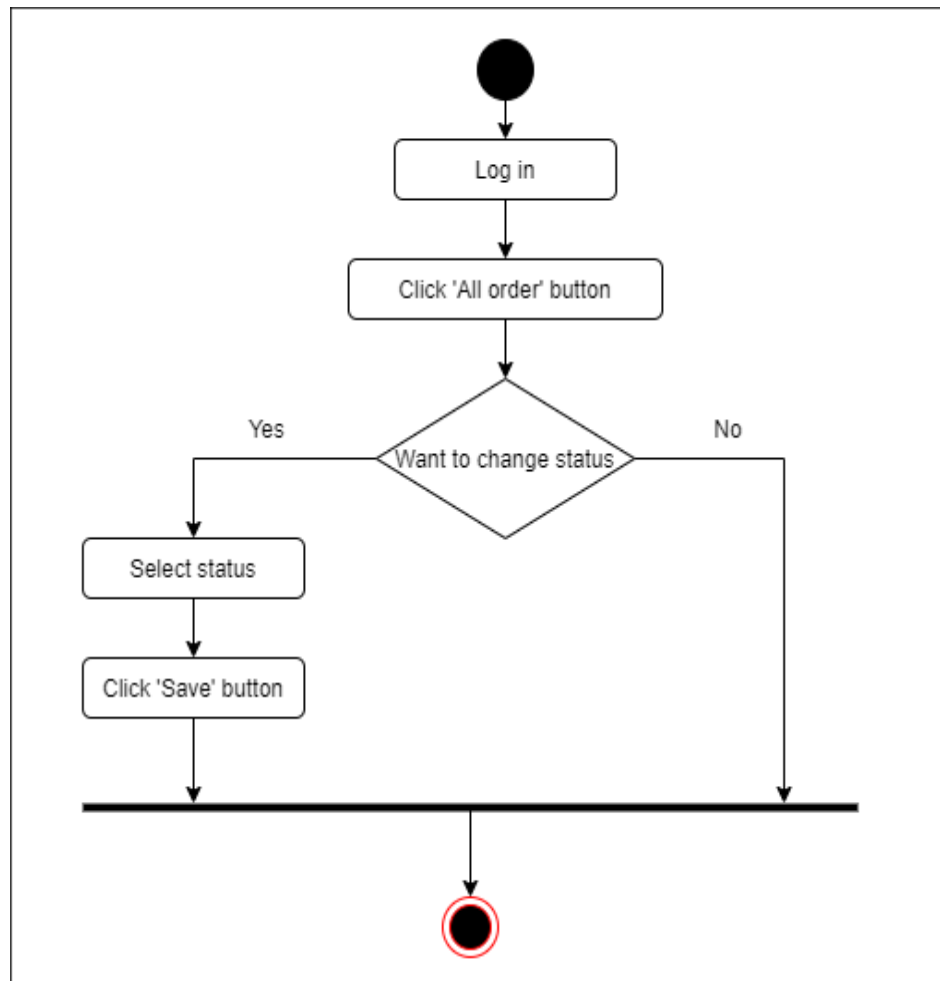 Log in
Click 'All order' button
Yes
No
Want to change status
Select status
Click 'Save' button